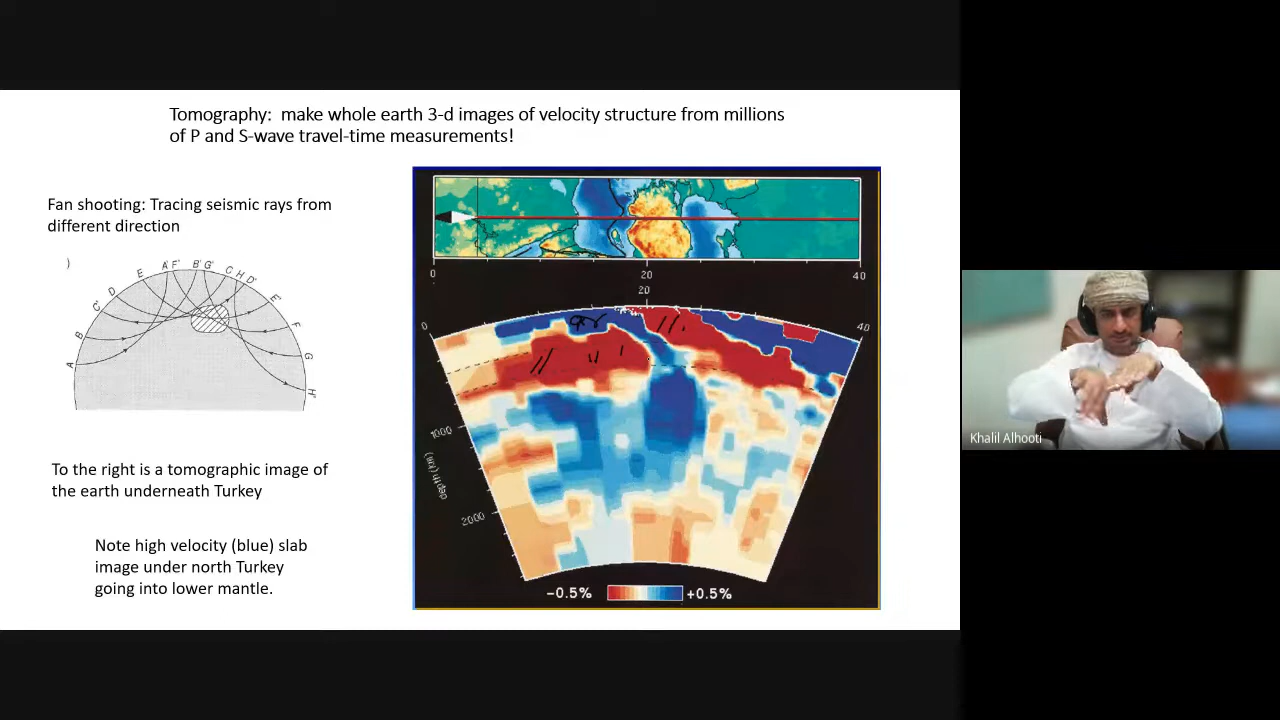 Tomography: make whole earth 3-d images of velocity structure from millions
of P and S-wave travel-time measurements!
Fan shooting: Tracing seismic rays from
different direction
)
A B C' D E A' F' B' G' C H D' E' F G H'
To the right is a tomographic image of
the earth underneath Turkey
Note high velocity (blue) slab
image under north Turkey
going into lower mantle.
0 20 40
20
0 40
1000
depth (km)
2000
-0.5% +0.5%
Khalil Alhooti